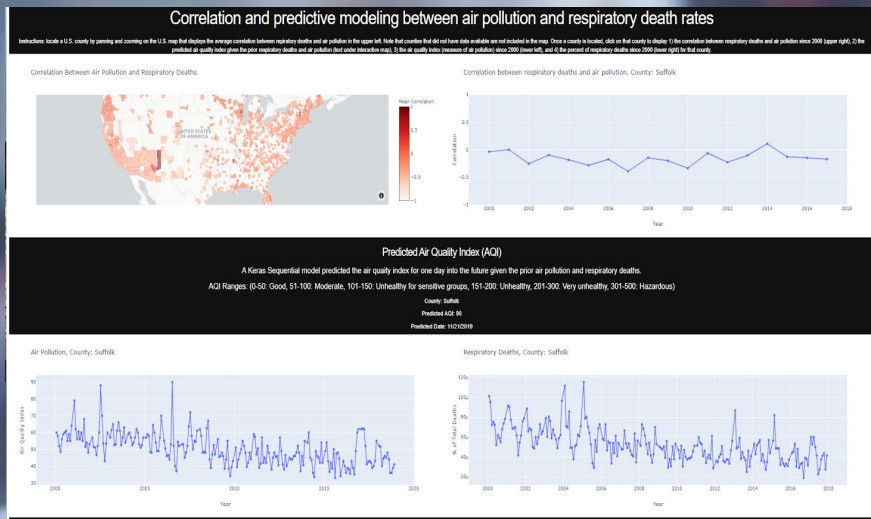 Correlation and predictive modeling between air pollution and respiratory death rates
Instructions: locate a U.S. county by panning and zooming on the U.S. map that displays the average correlation between repiratory deaths and air pollution in the upper left. Note that counties that did not have data available are not included in the map. Once a county is located, click on that county to display 1) the correlation between respiratory deaths and air pollution since 2000 (upper right), 2) the
predicted air quality index given the prior respiratory deaths and air pollution (text under interactive map), 3) the air quality index (measure of air pollution) since 2000 (lower left), and 4) the percent of respiratory deaths since 2000 (lower right) for that county.
Correlation Between Air Pollution and Respiratory Deaths
Mean Correlation
1
0.5
0
−0.5
−1
UNITED STATES
OF AMERICA
Correlation between respiratory deaths and air pollution, County: Suffolk
Correlation
1
0.5
0
−0.5
−1
2000 2002 2004 2006 2008 2010 2012 2014 2016 2018
Year
Predicted Air Quality Index (AQI)
A Keras Sequential model predicted the air quaity index for one day into the future given the prior air pollution and respiratory deaths.
AQI Ranges: (0-50: Good, 51-100: Moderate, 101-150: Unhealthy for sensitive groups, 151-200: Unhealthy, 201-300: Very unhealthy, 301-500: Hazardous)
County: Suffolk
Predicted AQI: 90
Predicted Date: 11/21/2019
Air Pollution, County: Suffolk
Air Quality Index
90
80
70
60
50
40
30
2000 2005 2010 2015 2020
Year
Respiratory Deaths, County: Suffolk
% of Total Deaths
120
100
80
60
40
20
2000 2002 2004 2006 2008 2010 2012 2014 2016 2018
Year